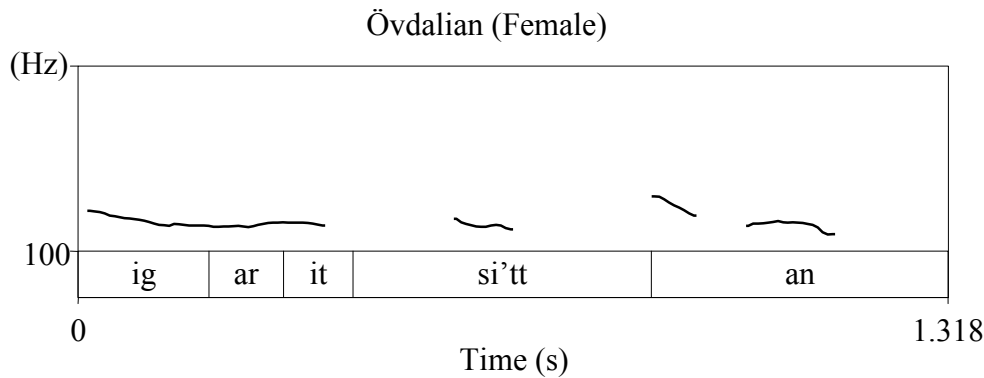 Övdalian (Female)
(Hz)
100
ig ar it si’tt an
0 1.318
Time (s)